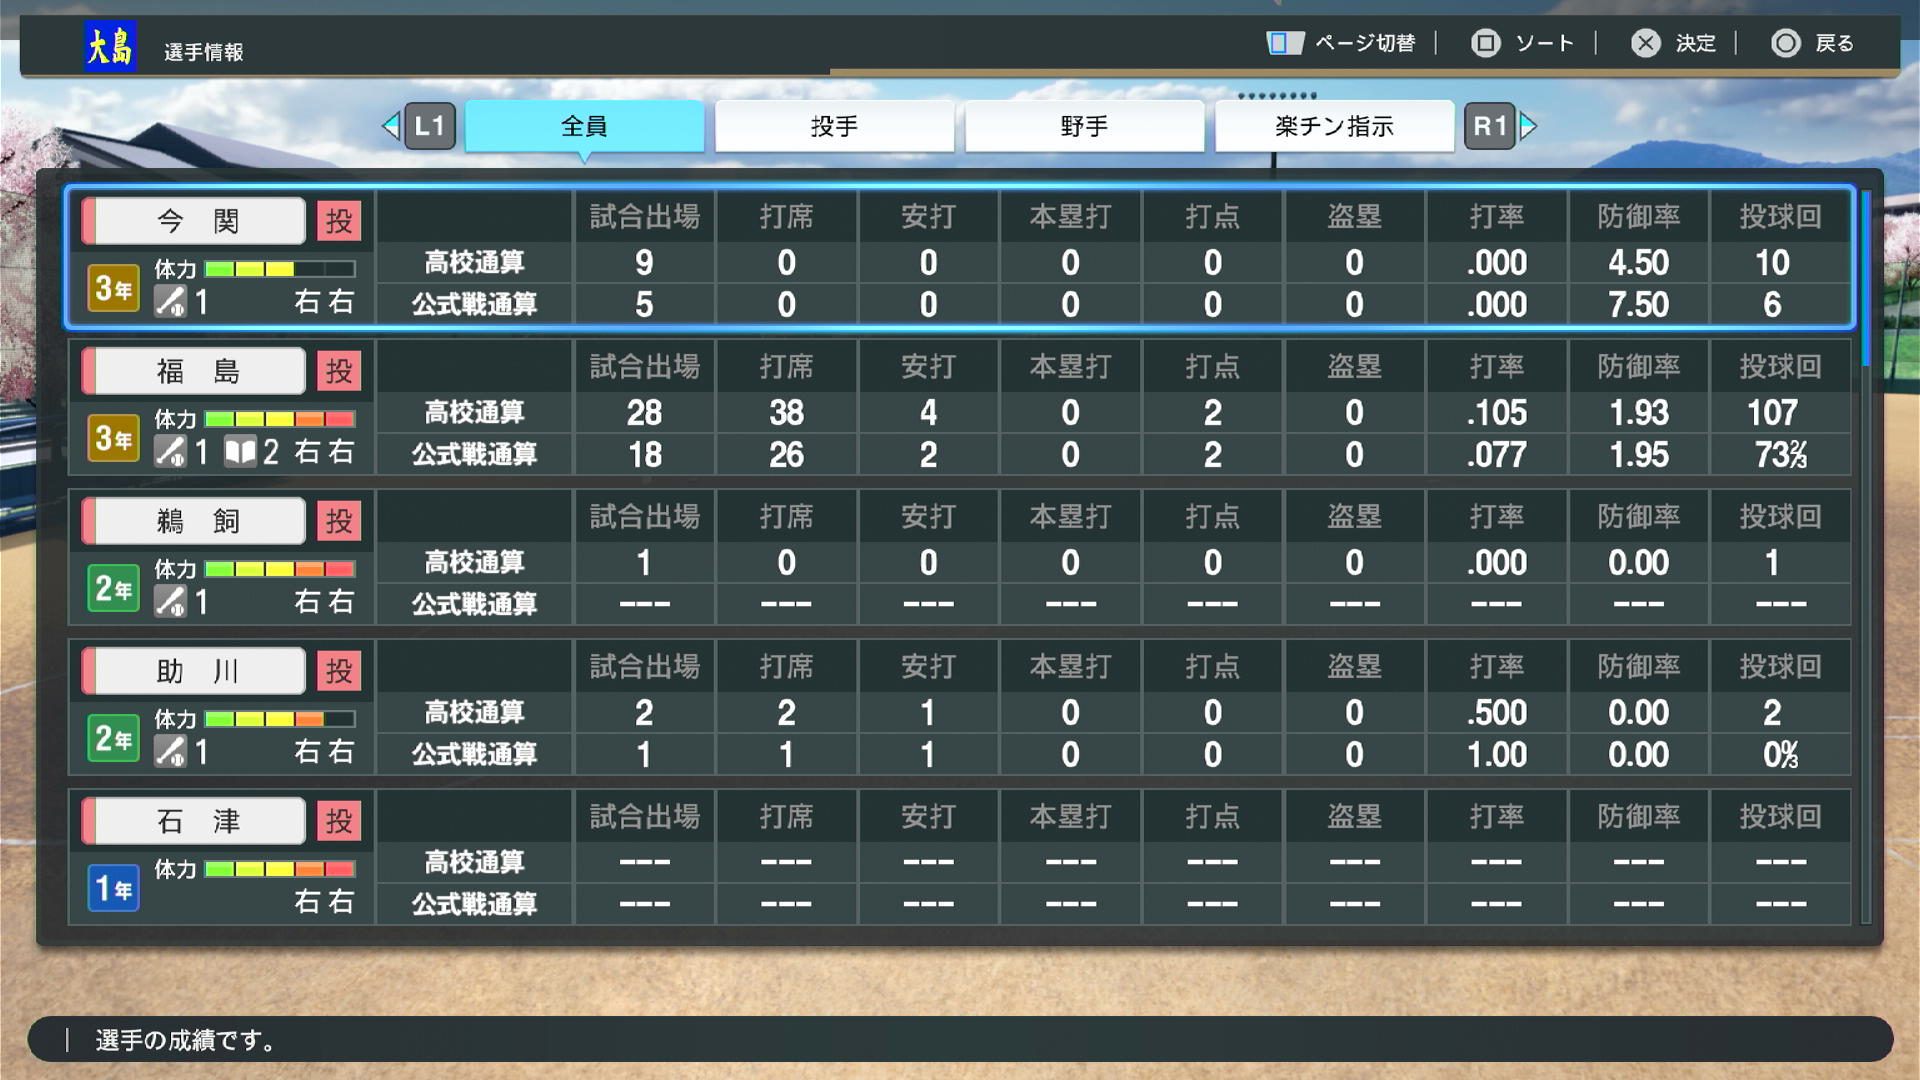 大島 選手情報 ページ切替 ソート 決定 戻る
L1 全員 投手 野手 楽チン指示 R1
今関 投 試合出場 打席 安打 本塁打 打点 盗塁 打率 防御率 投球回
3年 体力 高校通算 9 0 0 0 0 0 .000 4.50 10
1 右右 公式戦通算 5 0 0 0 0 0 .000 7.50 6
福島 投 試合出場 打席 安打 本塁打 打点 盗塁 打率 防御率 投球回
3年 体力 高校通算 28 38 4 0 2 0 .105 1.93 107
1 2 右右 公式戦通算 18 26 2 0 2 0 .077 1.95 73⅔
鵜飼 投 試合出場 打席 安打 本塁打 打点 盗塁 打率 防御率 投球回
2年 体力 高校通算 1 0 0 0 0 0 .000 0.00 1
1 右右 公式戦通算 --- --- --- --- --- --- --- --- ---
助川 投 試合出場 打席 安打 本塁打 打点 盗塁 打率 防御率 投球回
2年 体力 高校通算 2 2 1 0 0 0 .500 0.00 2
1 右右 公式戦通算 1 1 1 0 0 0 1.00 0.00 0⅔
石津 投 試合出場 打席 安打 本塁打 打点 盗塁 打率 防御率 投球回
1年 体力 高校通算 --- --- --- --- --- --- --- --- ---
右右 公式戦通算 --- --- --- --- --- --- --- --- ---
選手の成績です。